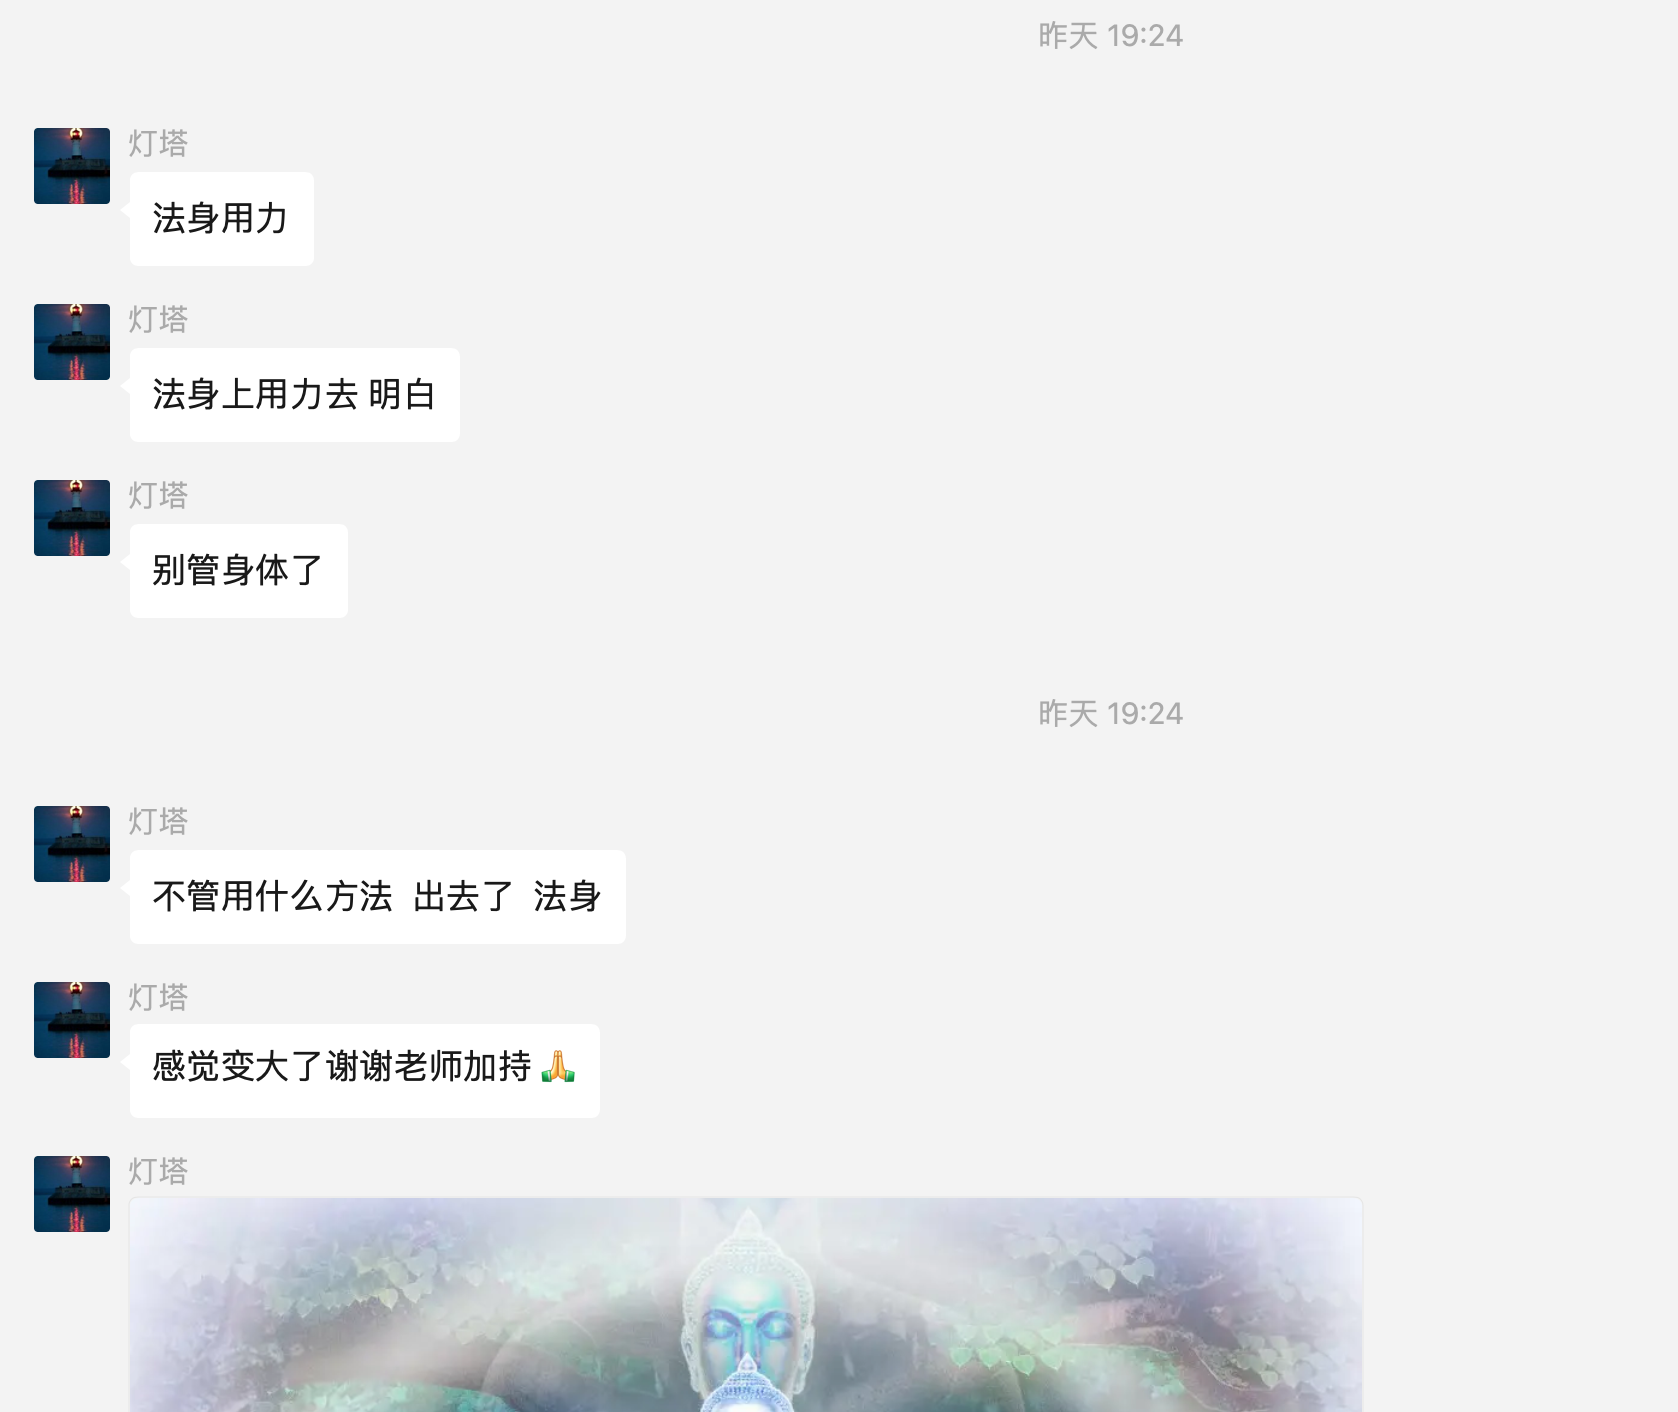 昨天 19:24
灯塔
法身用力
灯塔
法身上用力去 明白
灯塔
别管身体了
昨天 19:24
灯塔
不管用什么方法 出去了 法身
灯塔
感觉变大了谢谢老师加持🙏
灯塔